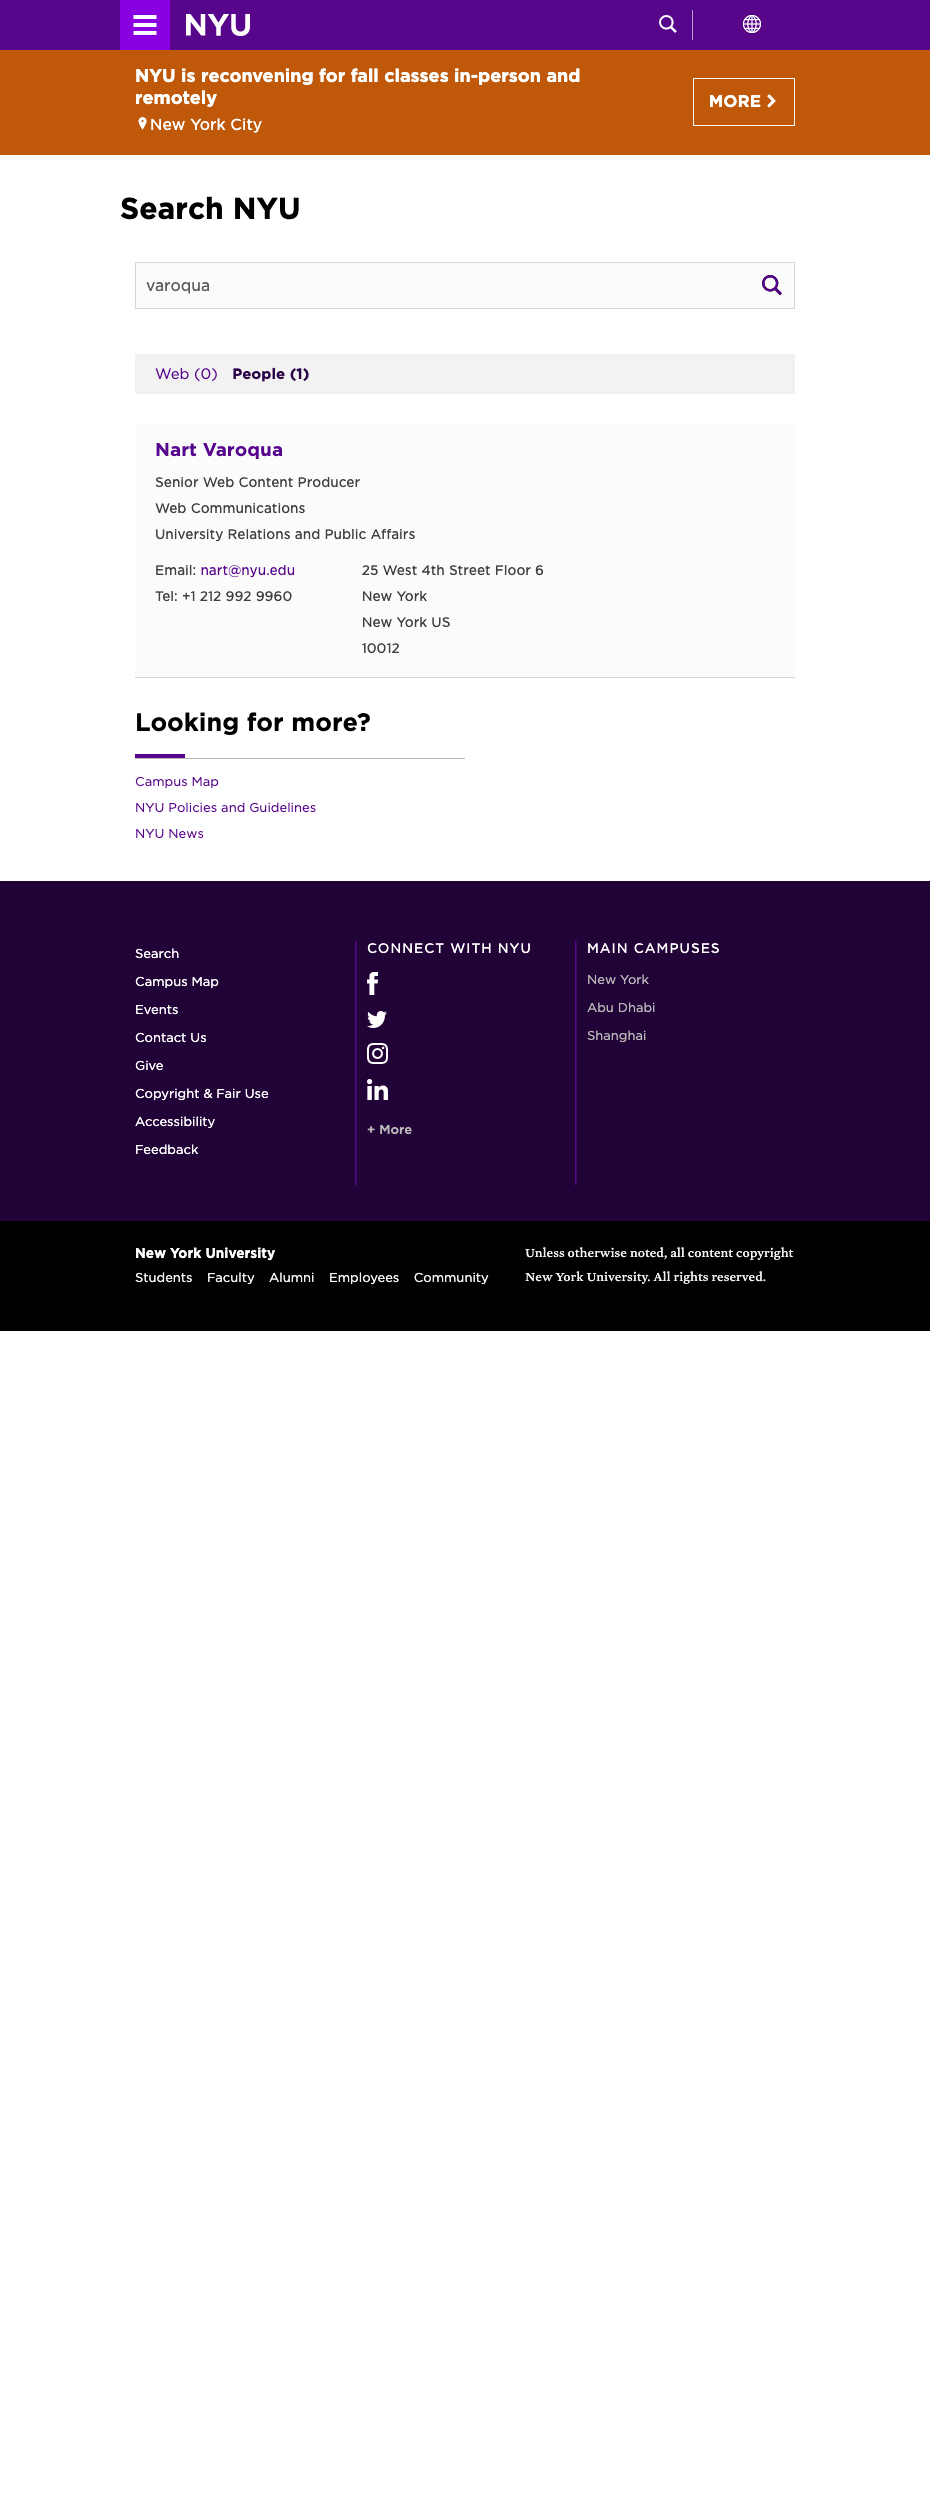 NYU
NYU is reconvening for fall classes in-person and
remotely
New York City
MORE
Search NYU
varoqua
Web (0) People (1)
Nart Varoqua
Senior Web Content Producer
Web Communications
University Relations and Public Affairs
Email: nart@nyu.edu
Tel: +1 212 992 9960
25 West 4th Street Floor 6
New York
New York US
10012
Looking for more?
Campus Map
NYU Policies and Guidelines
NYU News
Search
Campus Map
Events
Contact Us
Give
Copyright & Fair Use
Accessibility
Feedback
CONNECT WITH NYU
+ More
MAIN CAMPUSES
New York
Abu Dhabi
Shanghai
New York University
Students Faculty Alumni Employees Community
Unless otherwise noted, all content copyright
New York University. All rights reserved.